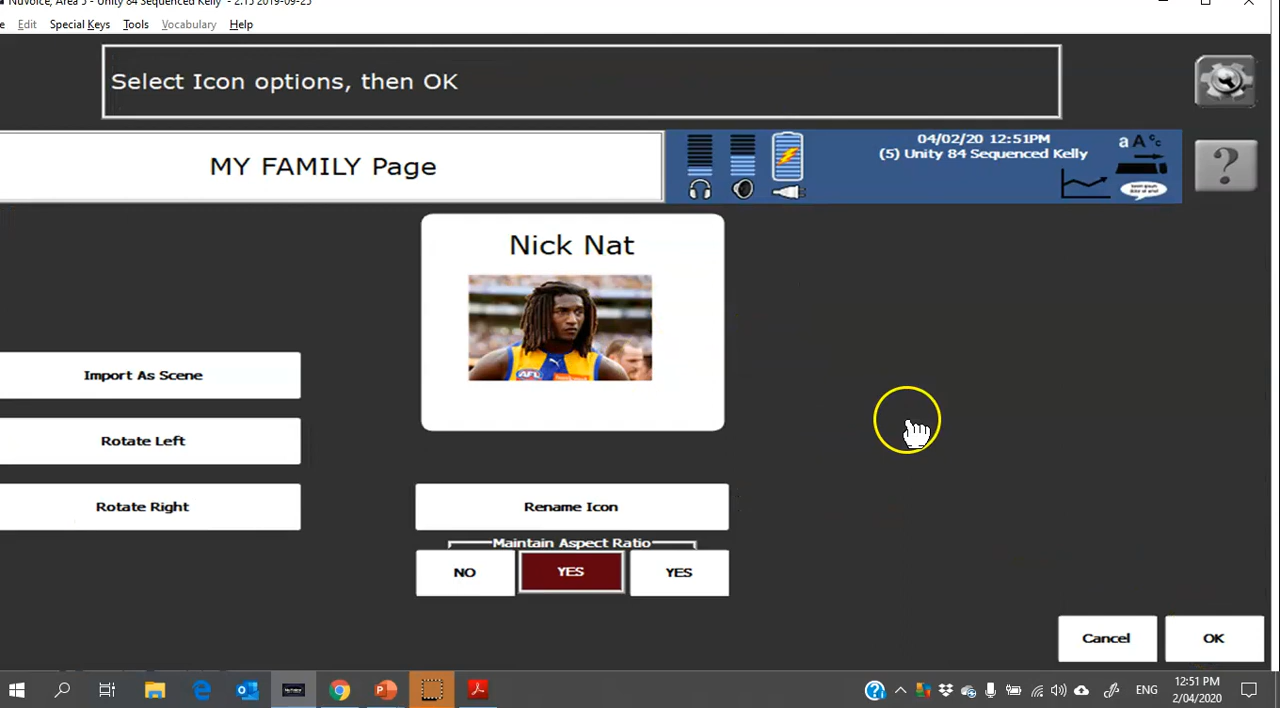 NuVoice, Area 5 - Unity 84 Sequenced Kelly - 2.15 2019-09-25
e Edit Special Keys Tools Vocabulary Help
Select Icon options, then OK
MY FAMILY Page
04/02/20 12:51PM
(5) Unity 84 Sequenced Kelly
a A C c
?
Nick Nat
AFL
Import As Scene
Rotate Left
Rotate Right
Rename Icon
Maintain Aspect Ratio
NO YES YES
Cancel OK
ENG
12:51 PM
2/04/2020